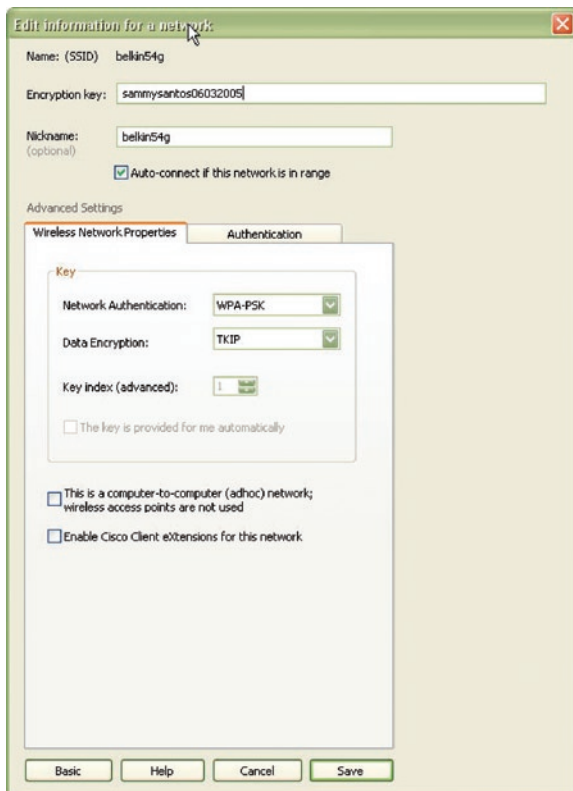 Edit information for a network
Name: (SSID) belkin54g
Encryption key: sammysantos06032005
Nickname: belkin54g
(optional)
Auto-connect if this network is in range
Advanced Settings
Wireless Network Properties Authentication
Key
Network Authentication: WPA-PSK
Data Encryption: TKIP
Key index (advanced): 1
The key is provided for me automatically
This is a computer-to-computer (adhoc) network;
wireless access points are not used
Enable Cisco Client eXtensions for this network
Basic Help Cancel Save